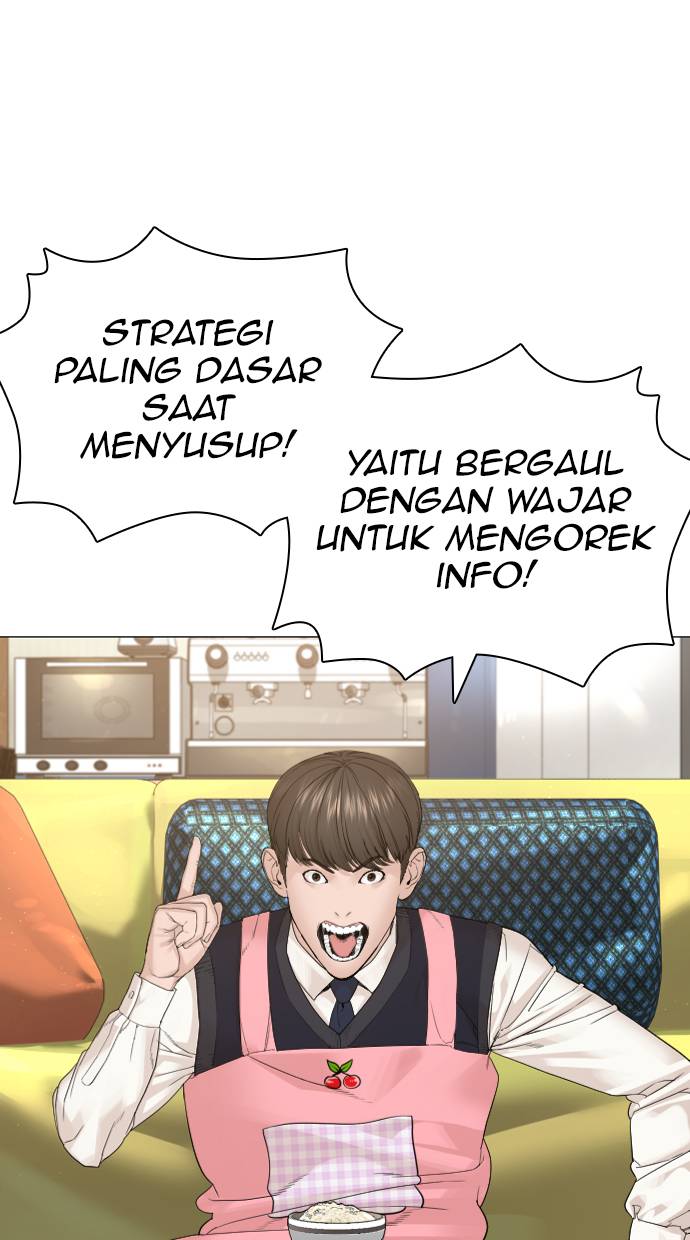 STRATEGI
PALING DASAR
SAAT
MENYUSUP!
YAITU BERGAUL
DENGAN WAJAR
UNTUK MENGOREK
INFO!